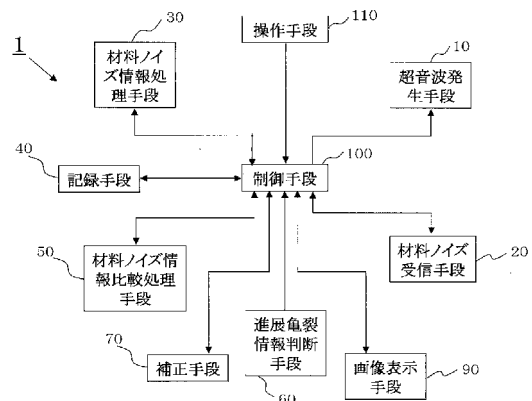 30
110
操作手段
1
材料ノイ
ズ情報処
理手段
10
超音波発
生手段
40
記録手段
100
制御手段
50
材料ノイズ情
報比較処理
手段
材料ノイズ
受信手段
20
70
補正手段
進展亀裂
情報判断
手段
60
画像表示
手段
90